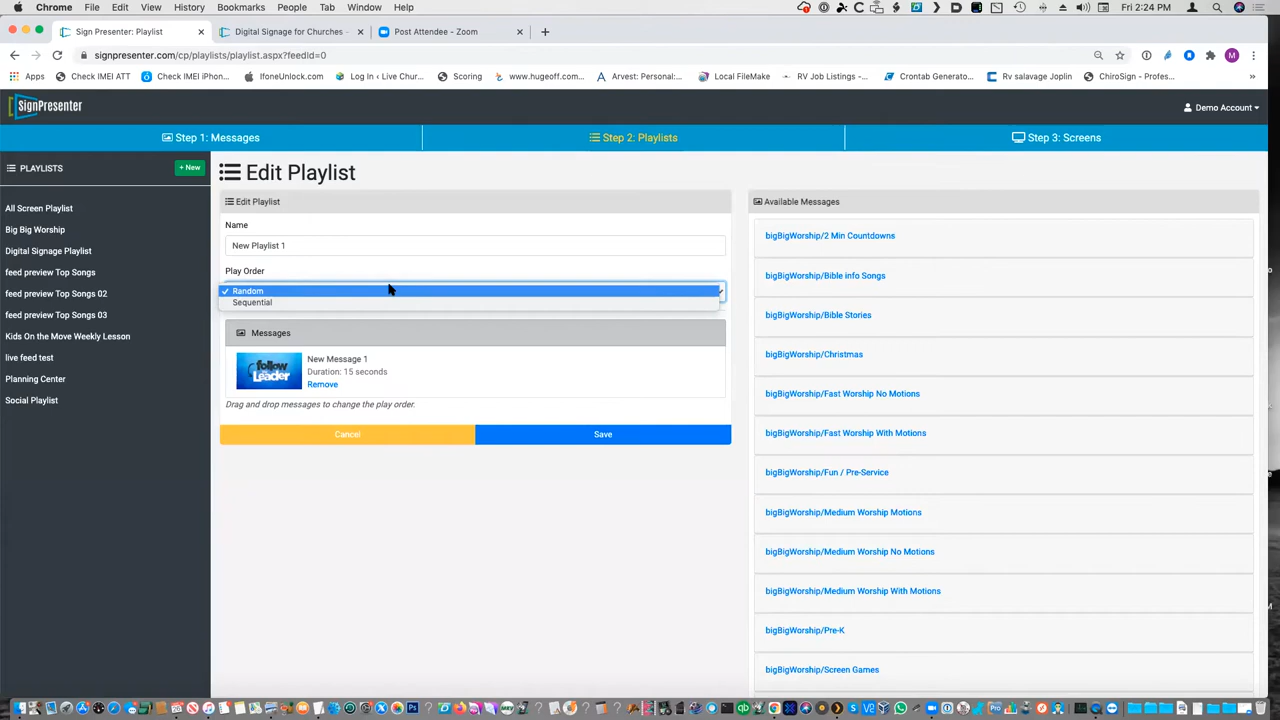 Chrome File Edit View History Bookmarks People Tab Window Help Fri 2:24 PM
Sign Presenter: Playlist Digital Signage for Churches - Post Attendee - Zoom
signpresenter.com/cp/playlists/playlist.aspx?feedId=0
Apps Check IMEI ATT Check IMEI iPhon... IfoneUnlock.com Log In ‹ Live Chur... Scoring www.hugeoff.com... Arvest: Personal:... Local FileMake RV Job Listings -... Crontab Generato... Rv salavage Joplin ChiroSign - Profes... »
SignPresenter Demo Account
Step 1: Messages Step 2: Playlists Step 3: Screens
PLAYLISTS + New
All Screen Playlist
Big Big Worship
Digital Signage Playlist
feed preview Top Songs
feed preview Top Songs 02
feed preview Top Songs 03
Kids On the Move Weekly Lesson
live feed test
Planning Center
Social Playlist
Edit Playlist
Edit Playlist
Name
New Playlist 1
Play Order
✓ Random
Sequential
Messages
follow Leader
New Message 1
Duration: 15 seconds
Remove
Drag and drop messages to change the play order.
Cancel Save
Available Messages
bigBigWorship/2 Min Countdowns
bigBigWorship/Bible info Songs
bigBigWorship/Bible Stories
bigBigWorship/Christmas
bigBigWorship/Fast Worship No Motions
bigBigWorship/Fast Worship With Motions
bigBigWorship/Fun / Pre-Service
bigBigWorship/Medium Worship Motions
bigBigWorship/Medium Worship No Motions
bigBigWorship/Medium Worship With Motions
bigBigWorship/Pre-K
bigBigWorship/Screen Games